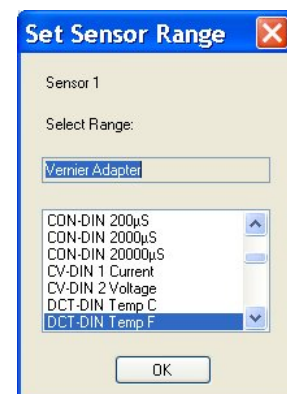 Set Sensor Range
Sensor 1
Select Range:
Vernier Adapter
CON-DIN 200µS
CON-DIN 2000µS
CON-DIN 20000µS
CV-DIN 1 Current
CV-DIN 2 Voltage
DCT-DIN Temp C
DCT-DIN Temp F
OK